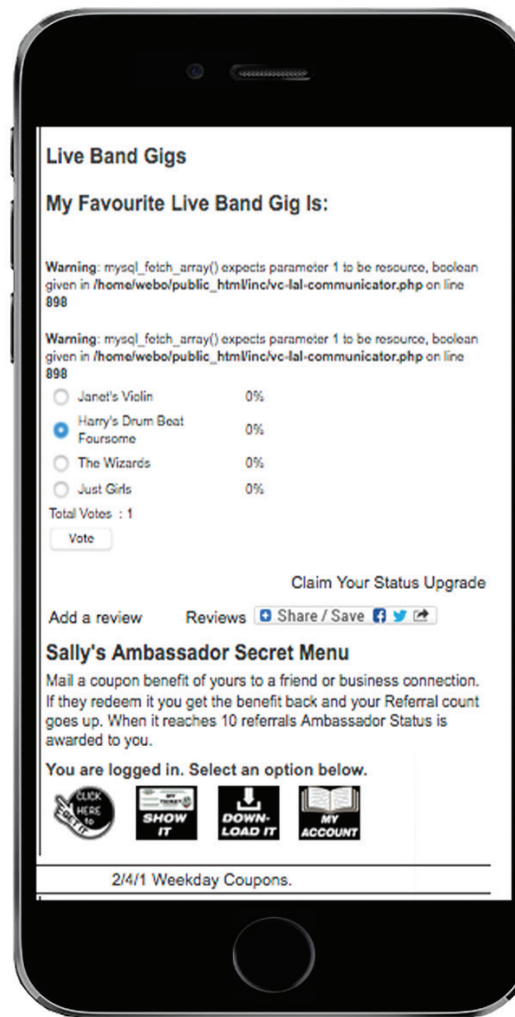 Live Band Gigs
My Favourite Live Band Gig Is:
Warning: mysql_fetch_array() expects parameter 1 to be resource, boolean
given in /home/webo/public_html/inc/vc-lal-communicator.php on line
898
Warning: mysql_fetch_array() expects parameter 1 to be resource, boolean
given in /home/webo/public_html/inc/vc-lal-communicator.php on line
898
Janet's Violin 0%
Harry's Drum Beat
Foursome 0%
The Wizards 0%
Just Girls 0%
Total Votes : 1
Vote
Claim Your Status Upgrade
Add a review Reviews Share / Save
Sally's Ambassador Secret Menu
Mail a coupon benefit of yours to a friend or business connection.
If they redeem it you get the benefit back and your Referral count
goes up. When it reaches 10 referrals Ambassador Status is
awarded to you.
You are logged in. Select an option below.
CLICK
HERE
to
GET IT
MY
TICKET
SHOW
IT
DOWN-
LOAD IT
MY
ACCOUNT
2/4/1 Weekday Coupons.